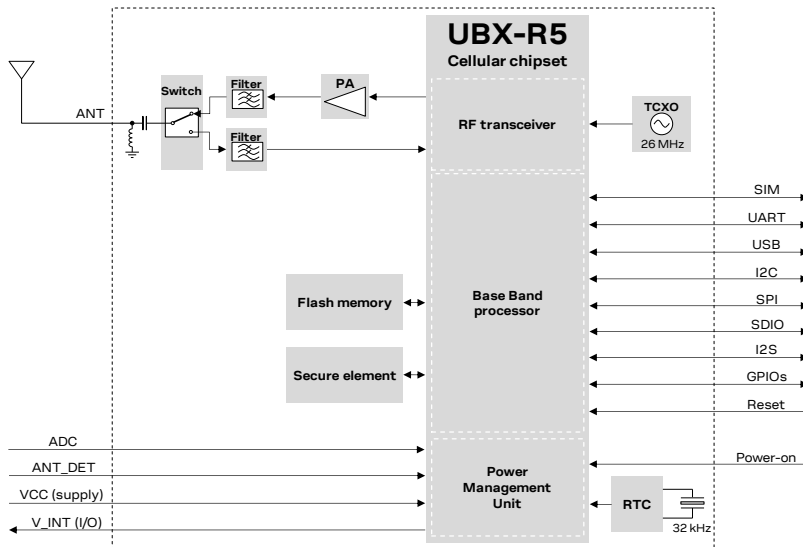 UBX-R5
Cellular chipset
ANT
Switch
Filter
PA
Filter
RF transceiver
TCXO
26 MHz
SIM
UART
USB
I2C
SPI
SDIO
I2S
GPIOs
Reset
Flash memory
Base Band
processor
Secure element
ADC
ANT_DET
VCC (supply)
V_INT (I/O)
Power
Management
Unit
Power-on
RTC
32 kHz